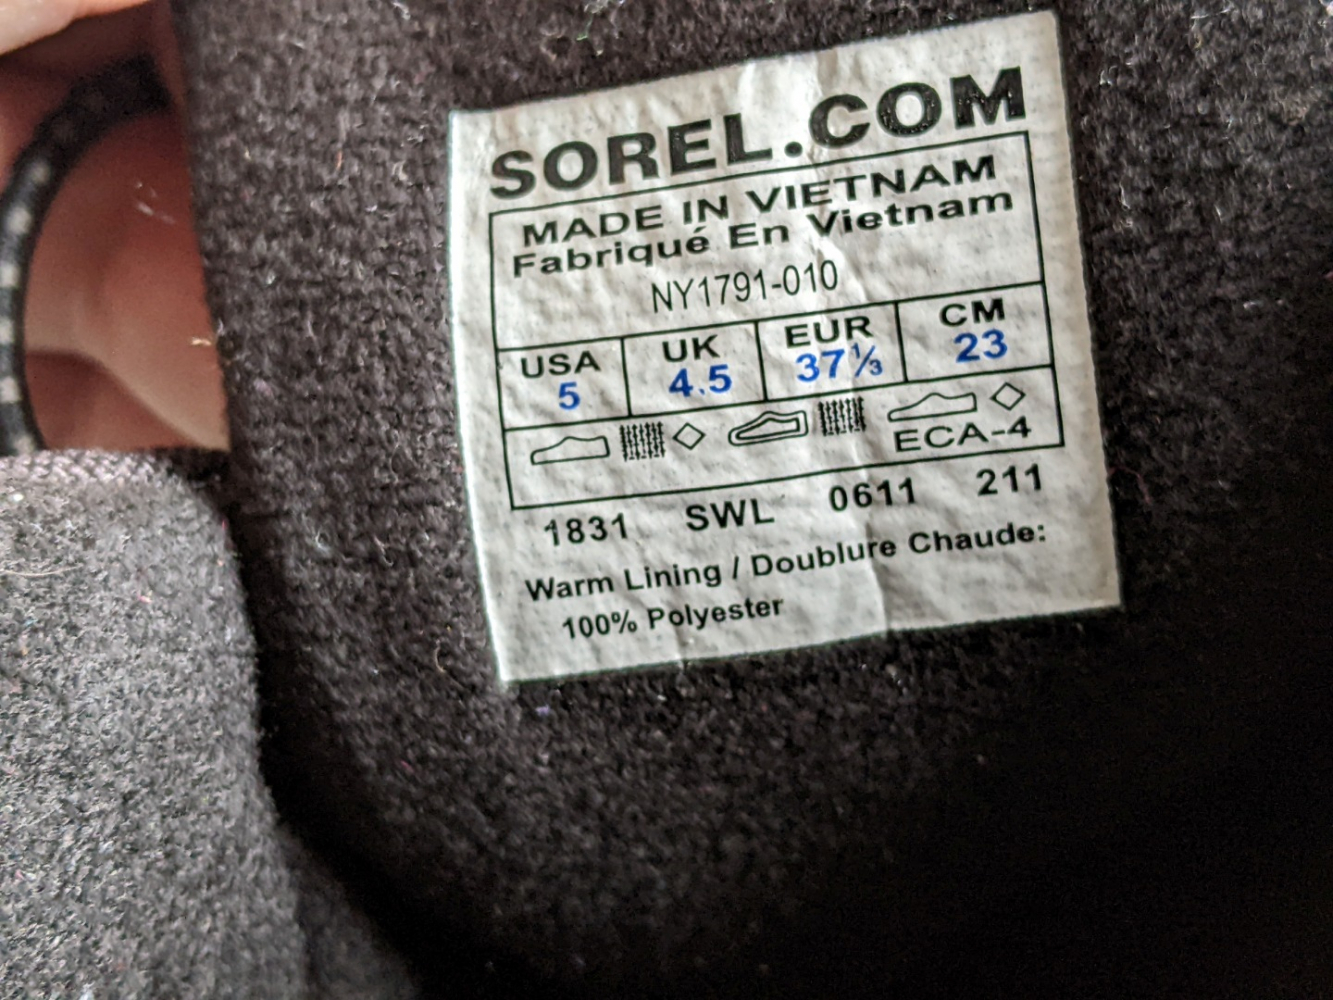 SOREL.COM
MADE IN VIETNAM
Fabriqué En Vietnam
NY1791-010
USA UK EUR CM
5 4.5 37⅓ 23
ECA-4
1831 SWL 0611 211
Warm Lining / Doublure Chaude:
100% Polyester